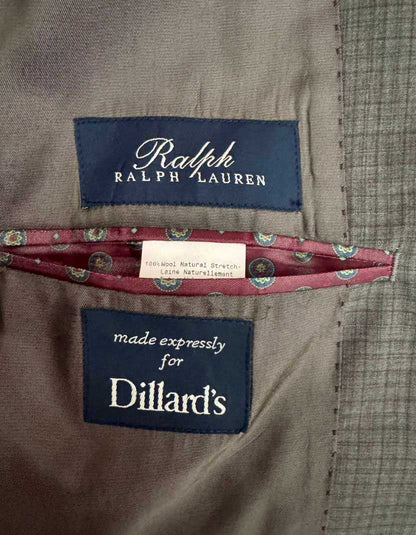 Ralph
RALPH LAUREN
100% Wool Natural Stretch-
Laine Naturellement
made expressly
for
Dillard's